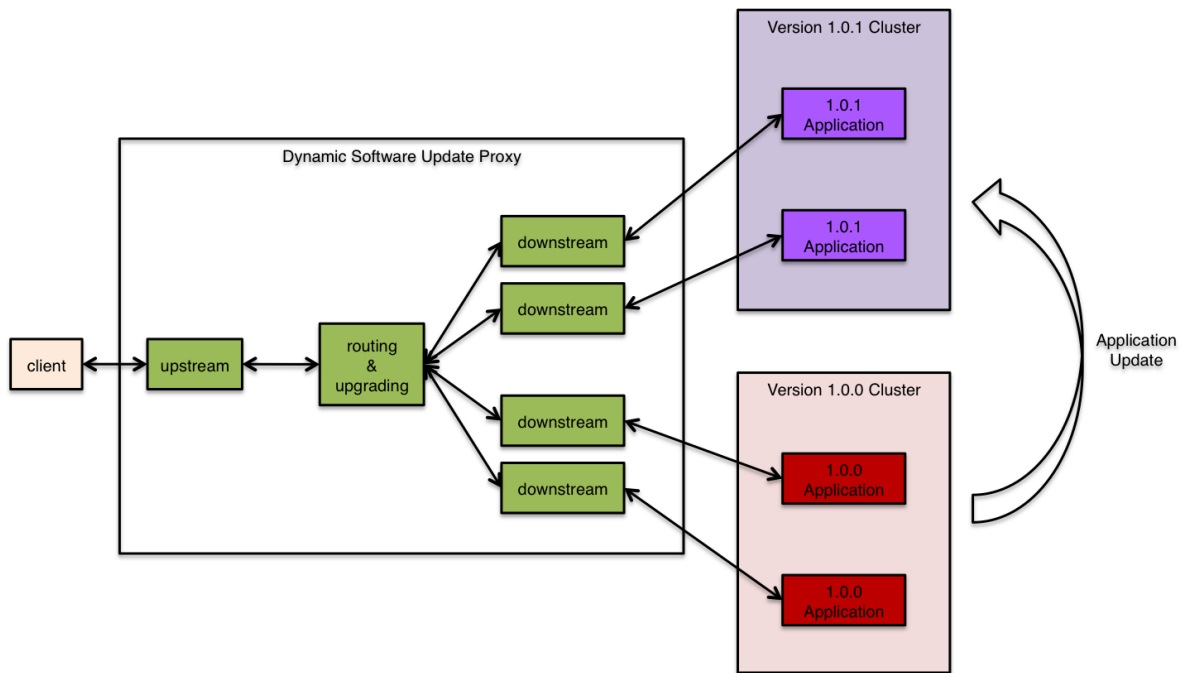 Version 1.0.1 Cluster
1.0.1
Application
1.0.1
Application
Dynamic Software Update Proxy
downstream
downstream
client
upstream
routing
&
upgrading
downstream
downstream
Application
Update
Version 1.0.0 Cluster
1.0.0
Application
1.0.0
Application